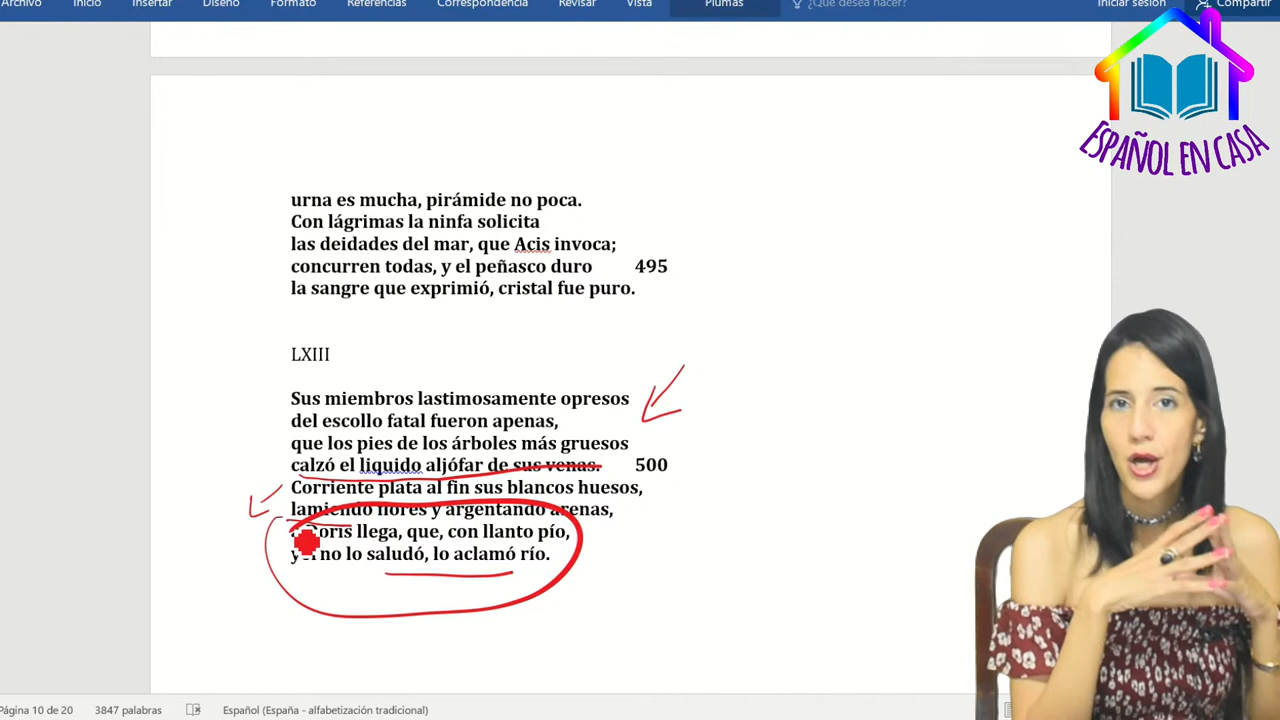 Archivo Inicio Insertar Diseño Formato Referencias Correspondencia Revisar Vista Plumas ¿Qué desea hacer? Iniciar sesión Compartir
ESPAÑOL EN CASA
urna es mucha, pirámide no poca.
Con lágrimas la ninfa solicita
las deidades del mar, que Acis invoca;
concurren todas, y el peñasco duro 495
la sangre que exprimió, cristal fue puro.
LXIII
Sus miembros lastimosamente opresos
del escollo fatal fueron apenas,
que los pies de los árboles más gruesos
calzó el liquido aljófar de sus venas. 500
Corriente plata al fin sus blancos huesos,
lamiendo flores y argentando arenas,
Doris llega, que, con llanto pío,
yerno lo saludó, lo aclamó río.
Página 10 de 20 3847 palabras Español (España - alfabetización tradicional)